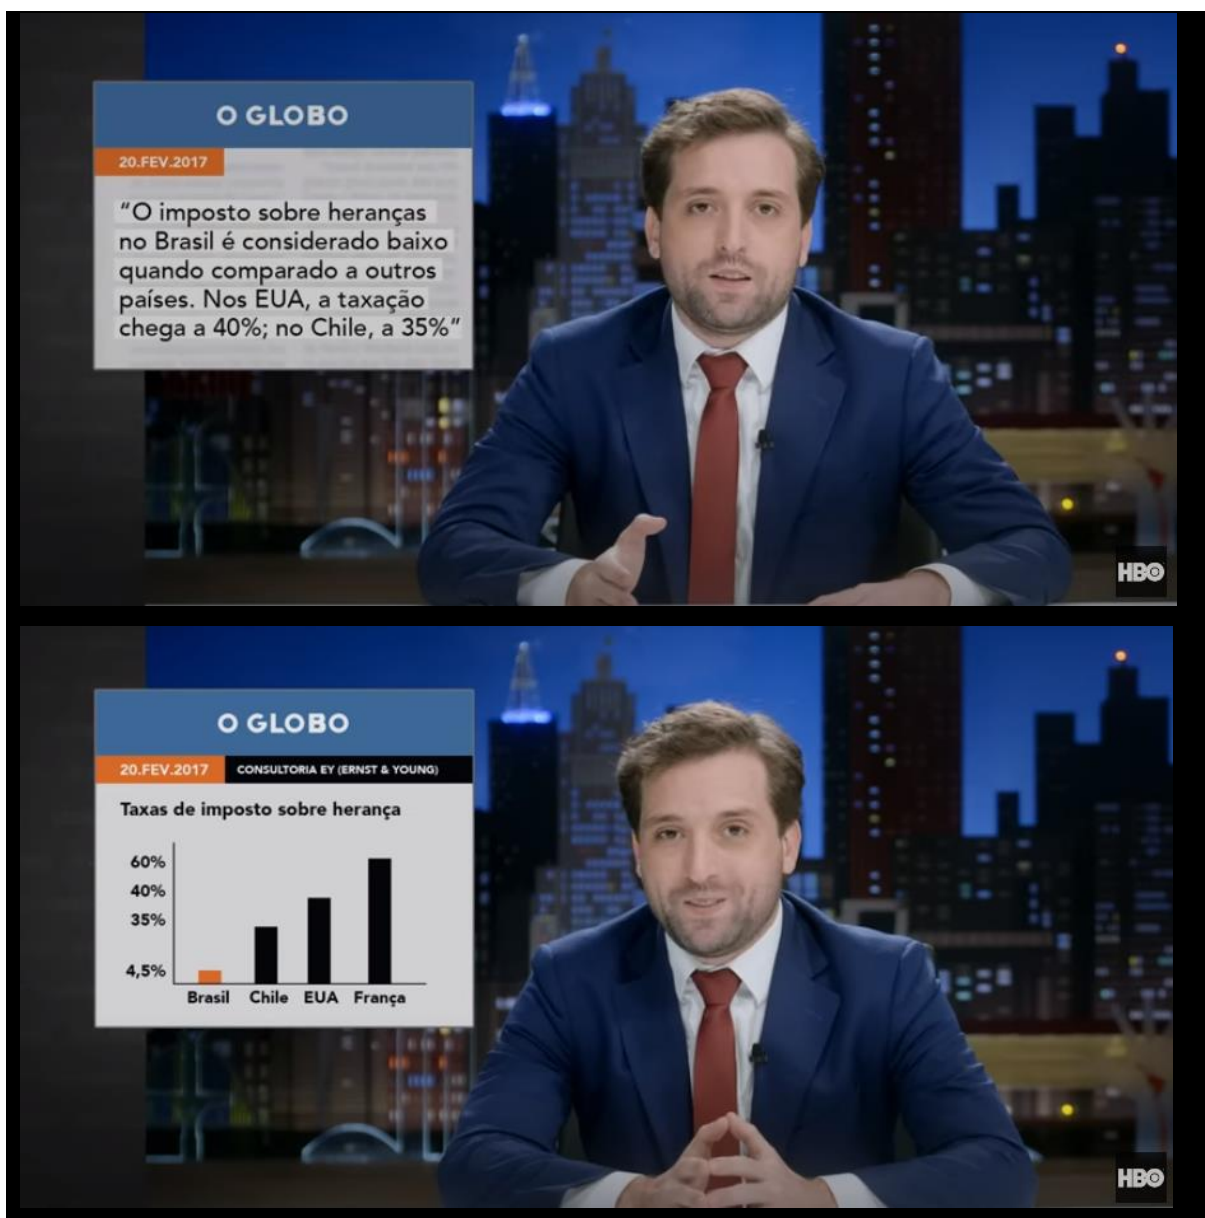 O GLOBO
20.FEV.2017
“O imposto sobre heranças
no Brasil é considerado baixo
quando comparado a outros
países. Nos EUA, a taxação
chega a 40%; no Chile, a 35%”
HBO
O GLOBO
20.FEV.2017 CONSULTORIA EY (ERNST & YOUNG)
Taxas de imposto sobre herança
60%
40%
35%
4,5%
Brasil Chile EUA França
HBO